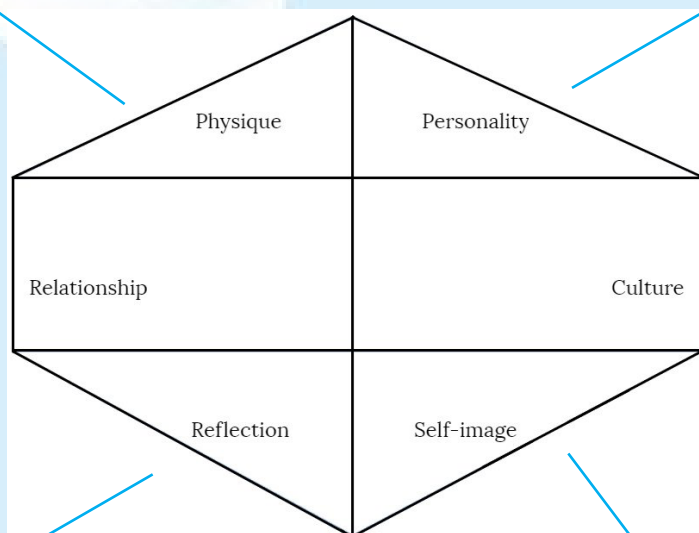 Physique
Personality
Relationship
Culture
Reflection
Self-image